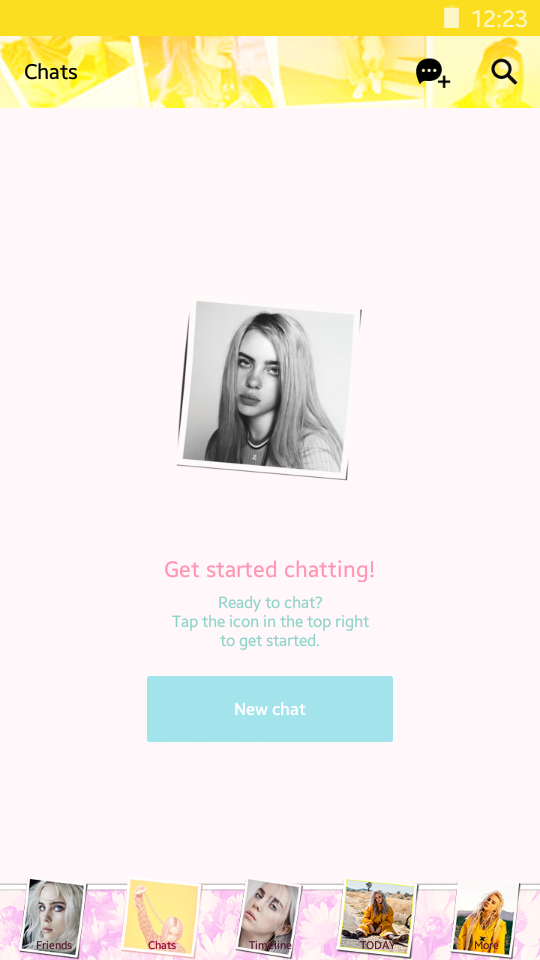 12:23
Chats
Get started chatting!
Ready to chat?
Tap the icon in the top right
to get started.
New chat
Friends
Chats
Timeline
TODAY
More